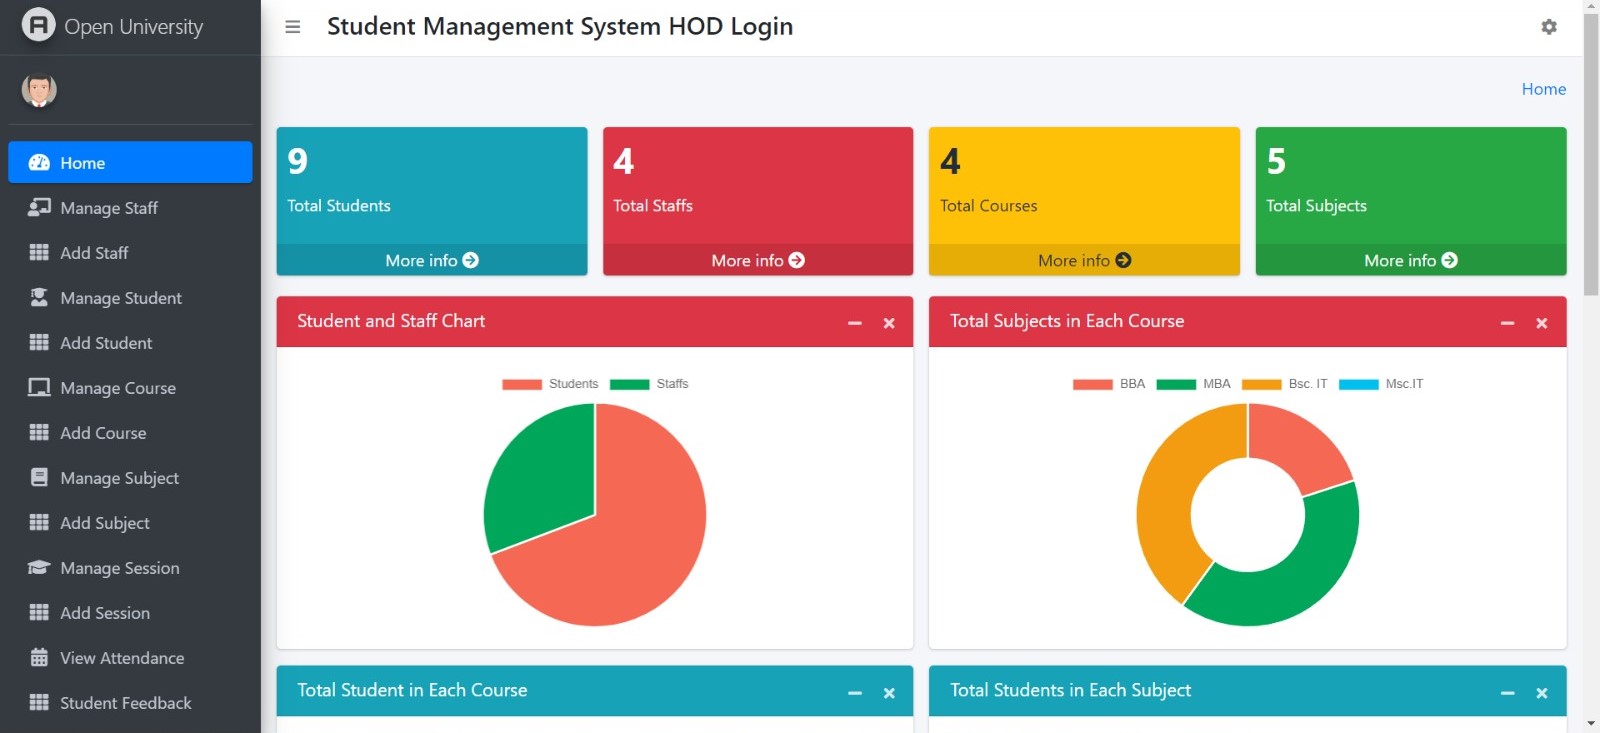 Open University
Student Management System HOD Login
Home
Home
Manage Staff
Add Staff
Manage Student
Add Student
Manage Course
Add Course
Manage Subject
Add Subject
Manage Session
Add Session
View Attendance
Student Feedback
9
Total Students
More info
4
Total Staffs
More info
4
Total Courses
More info
5
Total Subjects
More info
Student and Staff Chart
Students Staffs
Total Subjects in Each Course
BBA MBA Bsc. IT Msc.IT
Total Student in Each Course
Total Students in Each Subject